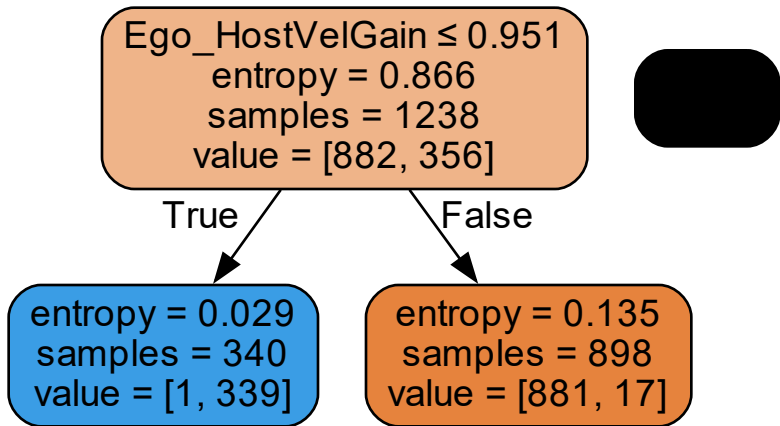 Ego_HostVelGain ≤ 0.951
entropy = 0.866
samples = 1238
value = [882, 356]
True
False
entropy = 0.029
samples = 340
value = [1, 339]
entropy = 0.135
samples = 898
value = [881, 17]